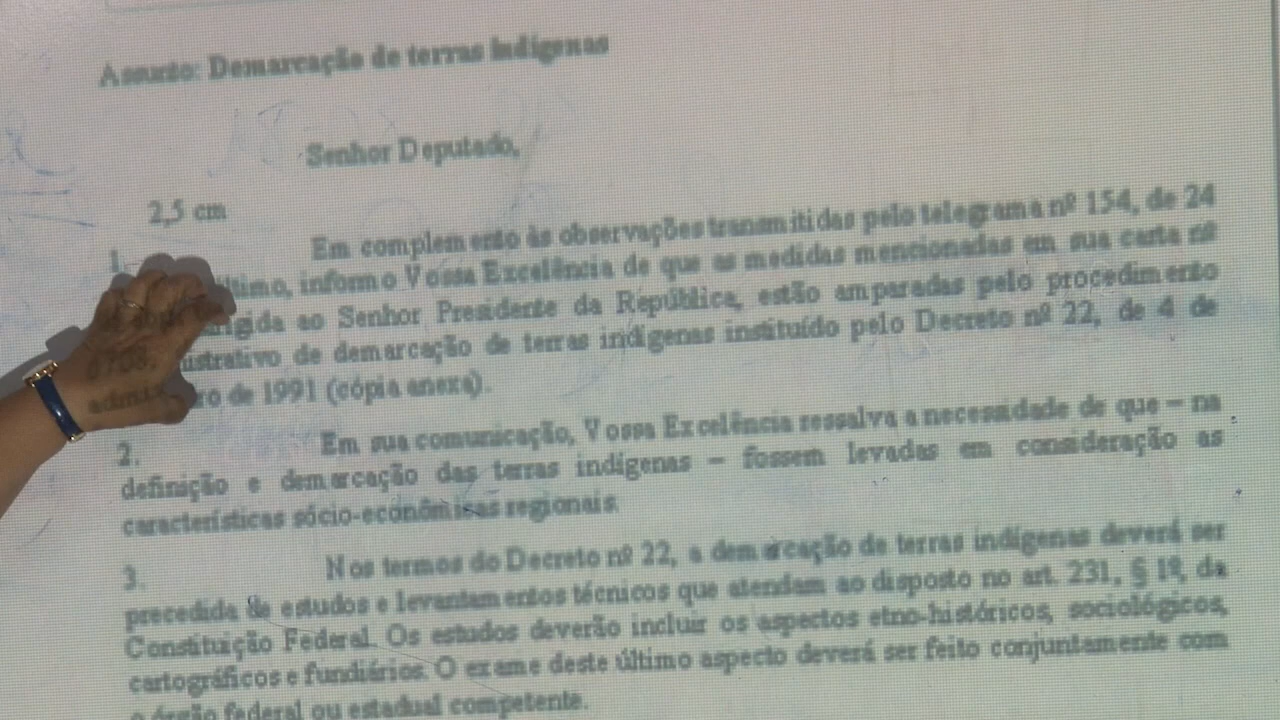 Assunto: Demarcação de terras indígenas
Senhor Deputado,
2,5 cm
1. Em complemento às observações transmitidas pelo telegrama nº 154, de 24
último, informo Vossa Excelência de que as medidas mencionadas em sua carta nº
dirigida ao Senhor Presidente da República, estão amparadas pelo procedimento
administrativo de demarcação de terras indígenas instituído pelo Decreto nº 22, de 4 de
de 1991 (cópia anexa).
2. Em sua comunicação, Vossa Excelência ressalva a necessidade de que – na
definição e demarcação das terras indígenas – fossem levadas em consideração as
características sócio-econômicas regionais.
3. Nos termos do Decreto nº 22, a demarcação de terras indígenas deverá ser
precedida de estudos e levantamentos técnicos que atendam ao disposto no art. 231, § 1º, da
Constituição Federal. Os estudos deverão incluir os aspectos etno-históricos, sociológicos,
cartográficos e fundiários. O exame deste último aspecto deverá ser feito conjuntamente com
o órgão federal ou estadual competente.